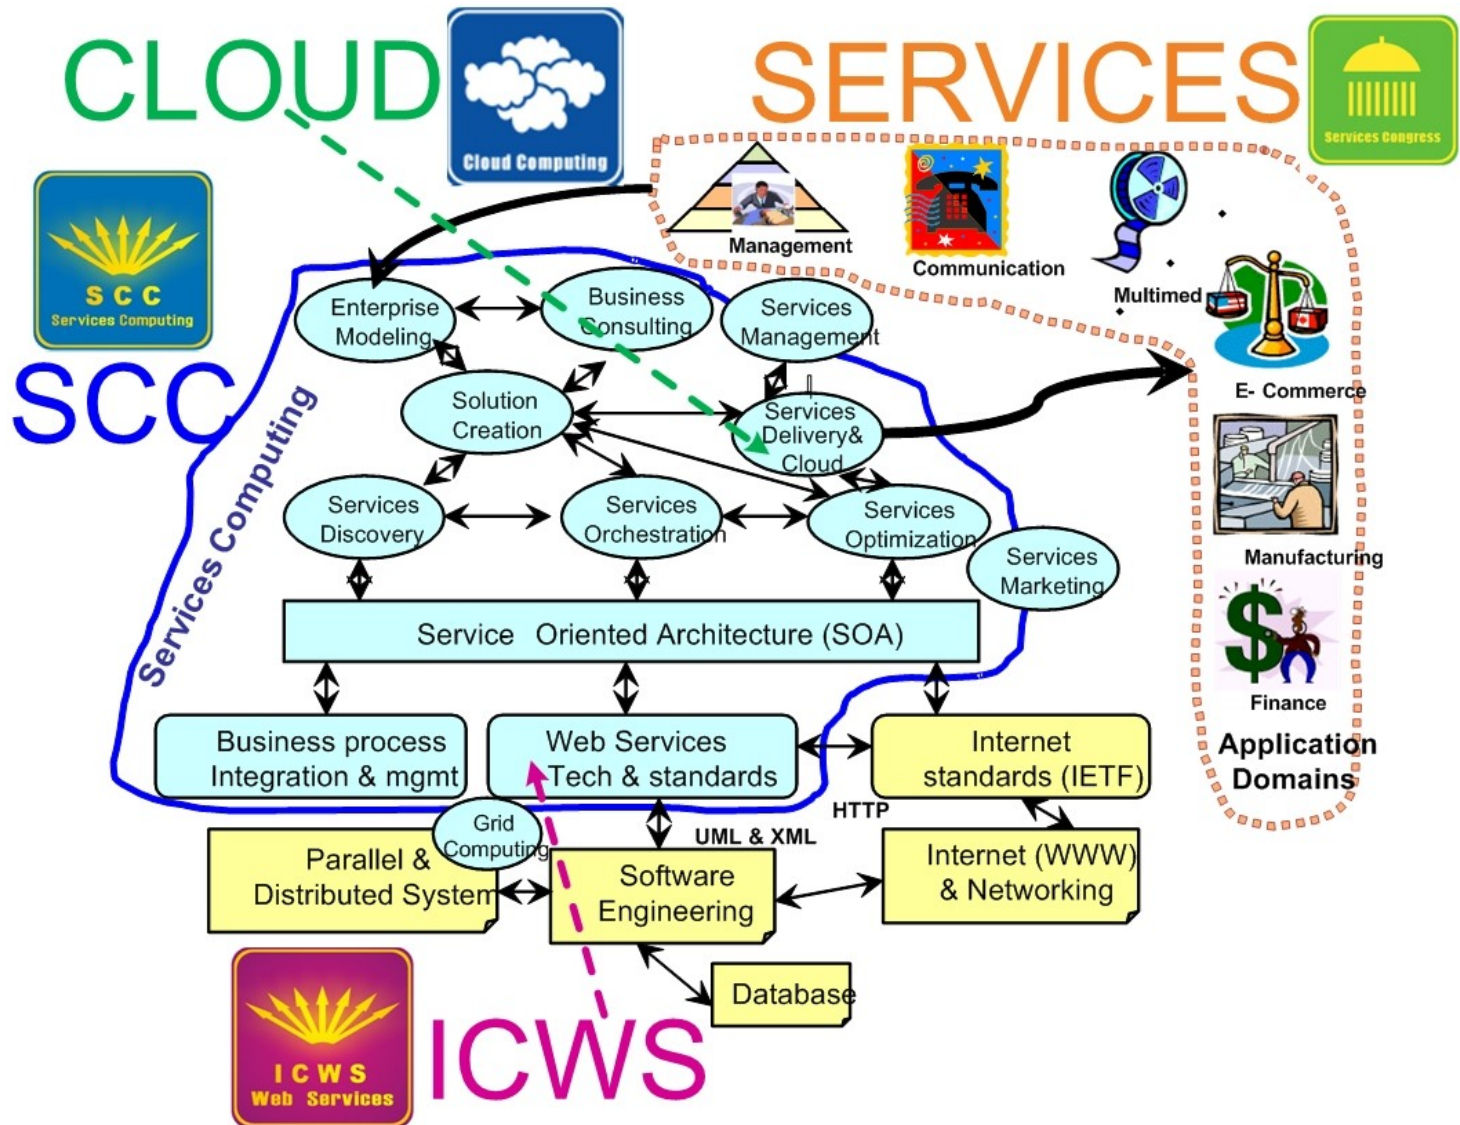 CLOUD
Cloud Computing
SERVICES
Services Congress
SCC
Services Computing
SCC
Services Computing
Management
Communication
Multimed
E- Commerce
Manufacturing
Finance
Application
Domains
Enterprise
Modeling
Business
Consulting
Services
Management
Solution
Creation
Services
Delivery&
Cloud
Services
Discovery
Services
Orchestration
Services
Optimization
Services
Marketing
Service Oriented Architecture (SOA)
Business process
Integration & mgmt
Web Services
Tech & standards
Internet
standards (IETF)
HTTP
UML & XML
Grid
Computing
Parallel &
Distributed System
Software
Engineering
Internet (WWW)
& Networking
Database
ICWS
Web Services
ICWS